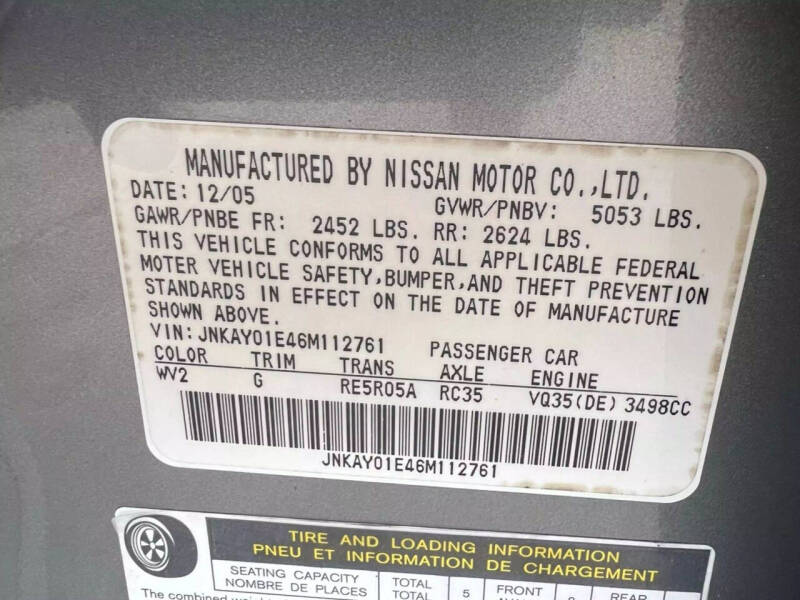 MANUFACTURED BY NISSAN MOTOR CO.,LTD.
DATE: 12/05 GVWR/PNBV: 5053 LBS.
GAWR/PNBE FR: 2452 LBS. RR: 2624 LBS.
THIS VEHICLE CONFORMS TO ALL APPLICABLE FEDERAL
MOTER VEHICLE SAFETY,BUMPER,AND THEFT PREVENTION
STANDARDS IN EFFECT ON THE DATE OF MANUFACTURE
SHOWN ABOVE.
VIN: JNKAY01E46M112761 PASSENGER CAR
COLOR TRIM TRANS AXLE ENGINE
WV2 G RE5R05A RC35 VQ35(DE) 3498CC
JNKAY01E46M112761
TIRE AND LOADING INFORMATION
PNEU ET INFORMATION DE CHARGEMENT
SEATING CAPACITY TOTAL 5 FRONT REAR
NOMBRE DE PLACES TOTAL
The combined